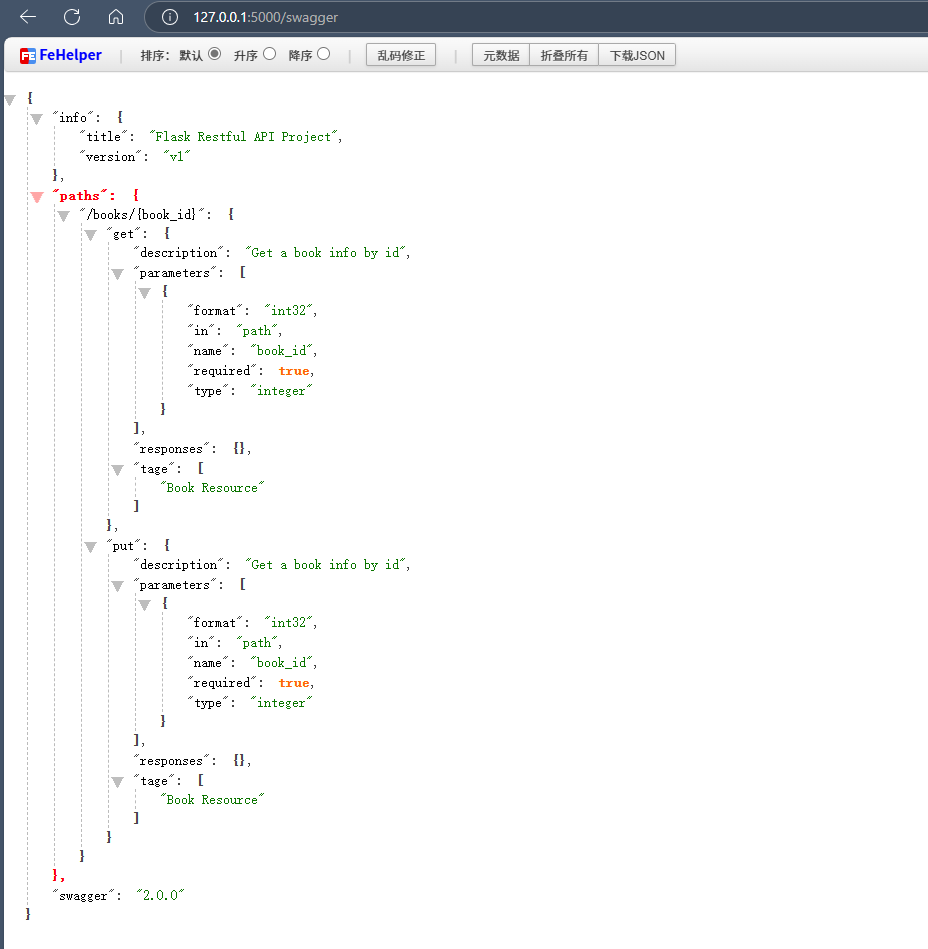 127.0.0.1:5000/swagger
FeHelper | 排序: 默认 升序 降序 | 乱码修正 | 元数据 折叠所有 下载JSON
{
"info": {
"title": "Flask Restful API Project",
"version": "v1"
},
"paths": {
"/books/{book_id}": {
"get": {
"description": "Get a book info by id",
"parameters": [
{
"format": "int32",
"in": "path",
"name": "book_id",
"required": true,
"type": "integer"
}
],
"responses": {},
"tage": [
"Book Resource"
]
},
"put": {
"description": "Get a book info by id",
"parameters": [
{
"format": "int32",
"in": "path",
"name": "book_id",
"required": true,
"type": "integer"
}
],
"responses": {},
"tage": [
"Book Resource"
]
}
}
},
"swagger": "2.0.0"
}